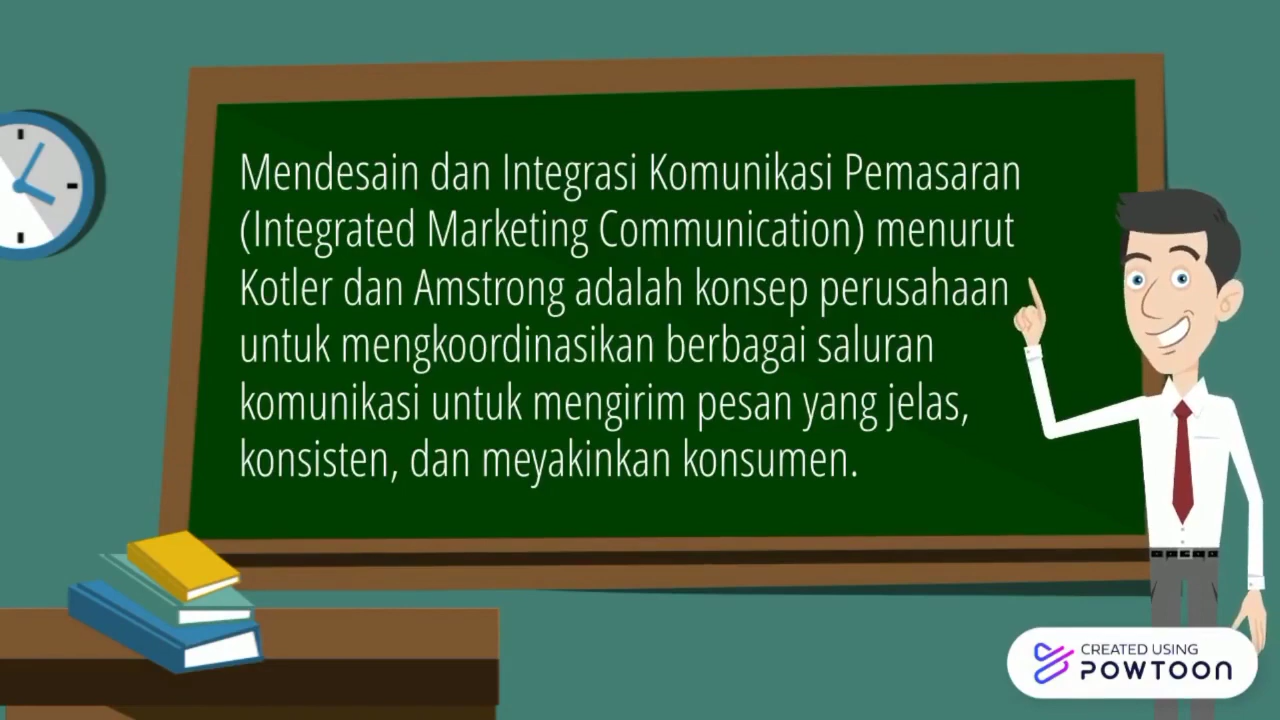 Mendesain dan Integrasi Komunikasi Pemasaran
(Integrated Marketing Communication) menurut
Kotler dan Amstrong adalah konsep perusahaan
untuk mengkoordinasikan berbagai saluran
komunikasi untuk mengirim pesan yang jelas,
konsisten, dan meyakinkan konsumen.
CREATED USING
POWTOON